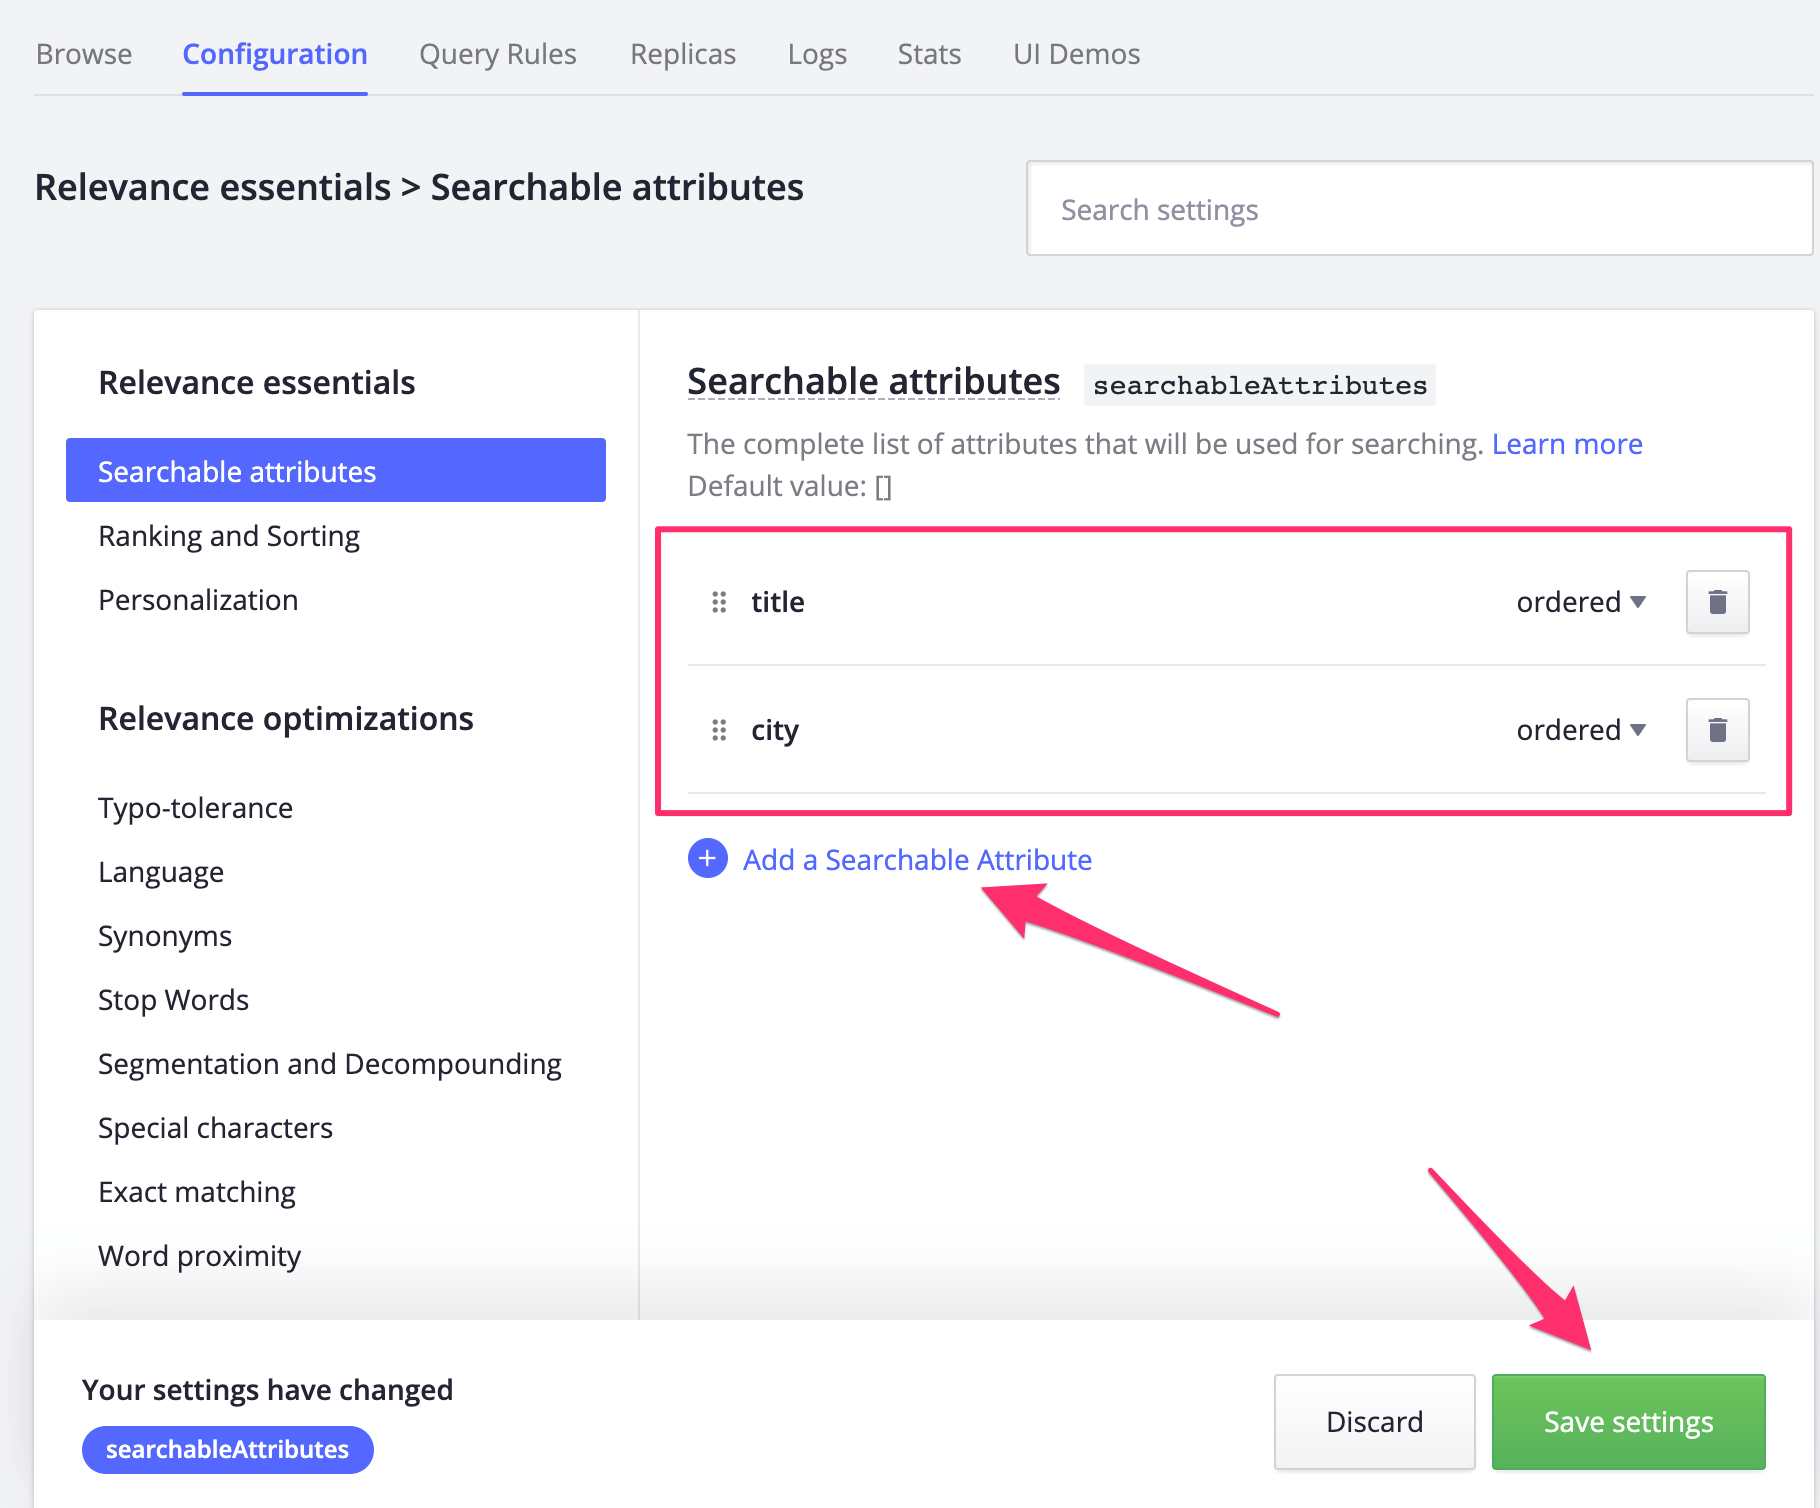 Browse Configuration Query Rules Replicas Logs Stats UI Demos
Relevance essentials > Searchable attributes
Search settings
Relevance essentials
Searchable attributes
Ranking and Sorting
Personalization
Relevance optimizations
Typo-tolerance
Language
Synonyms
Stop Words
Segmentation and Decompounding
Special characters
Exact matching
Word proximity
Searchable attributes searchableAttributes
The complete list of attributes that will be used for searching. Learn more
Default value: []
title ordered
city ordered
Add a Searchable Attribute
Your settings have changed
searchableAttributes
Discard Save settings